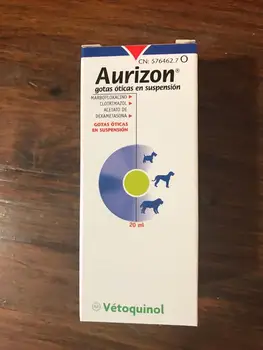 CN: 576462.7 O
Aurizon®
gotas óticas en suspensión
MARBOFLOXACINO
CLOTRIMAZOL
ACETATO DE
DEXAMETASONA
GOTAS ÓTICAS
EN SUSPENSIÓN
20 ml
Vétoquinol